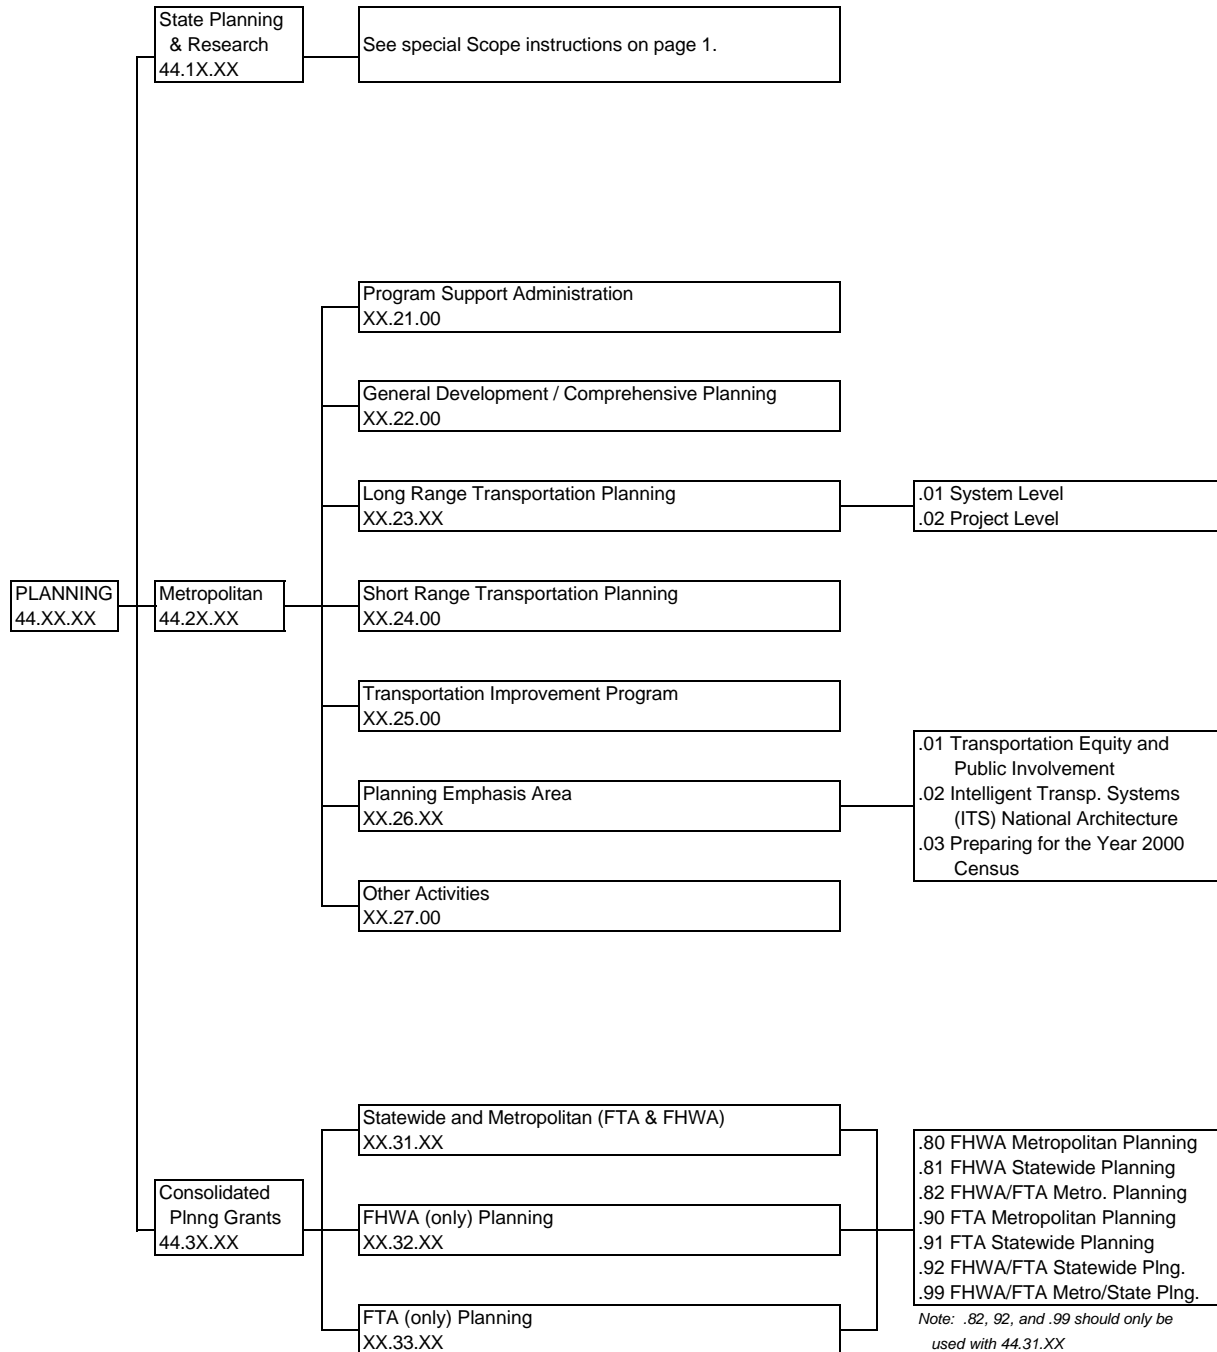 State Planning
& Research
44.1X.XX
See special Scope instructions on page 1.
Program Support Administration
XX.21.00
General Development / Comprehensive Planning
XX.22.00
Long Range Transportation Planning
XX.23.XX
.01 System Level
.02 Project Level
PLANNING
44.XX.XX
Metropolitan
44.2X.XX
Short Range Transportation Planning
XX.24.00
Transportation Improvement Program
XX.25.00
Planning Emphasis Area
XX.26.XX
.01 Transportation Equity and
Public Involvement
.02 Intelligent Transp. Systems
(ITS) National Architecture
.03 Preparing for the Year 2000
Census
Other Activities
XX.27.00
Consolidated
Plnng Grants
44.3X.XX
Statewide and Metropolitan (FTA & FHWA)
XX.31.XX
FHWA (only) Planning
XX.32.XX
FTA (only) Planning
XX.33.XX
.80 FHWA Metropolitan Planning
.81 FHWA Statewide Planning
.82 FHWA/FTA Metro. Planning
.90 FTA Metropolitan Planning
.91 FTA Statewide Planning
.92 FHWA/FTA Statewide Plng.
.99 FHWA/FTA Metro/State Plng.
Note: .82, 92, and .99 should only be
used with 44.31.XX